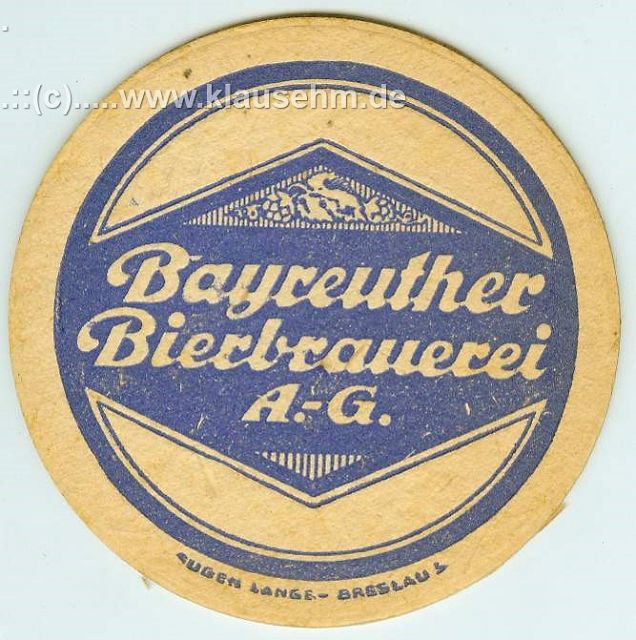 .::(c).....www.klausehm.de
Bayreuther
Bierbrauerei
A.-G.
EUGEN LANGE - BRESLAU